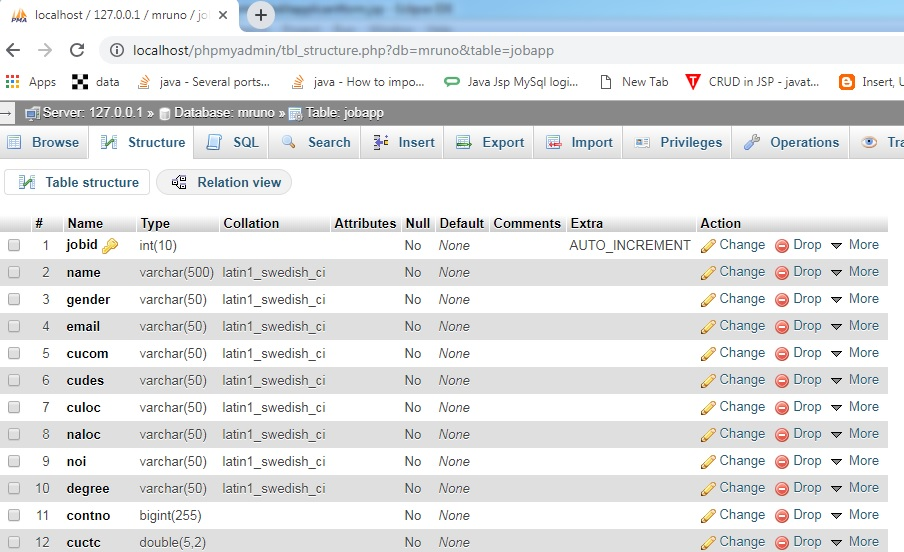 localhost / 127.0.0.1 / mruno / jo
localhost/phpmyadmin/tbl_structure.php?db=mruno&table=jobapp
Apps data java - Several ports... java - How to impo... Java Jsp MySql logi... New Tab CRUD in JSP - javat... Insert, U
Server: 127.0.0.1 » Database: mruno » Table: jobapp
Browse Structure SQL Search Insert Export Import Privileges Operations Tra
Table structure Relation view
# Name Type Collation Attributes Null Default Comments Extra Action
1 jobid int(10) No None AUTO_INCREMENT Change Drop More
2 name varchar(500) latin1_swedish_ci No None Change Drop More
3 gender varchar(50) latin1_swedish_ci No None Change Drop More
4 email varchar(50) latin1_swedish_ci No None Change Drop More
5 cucom varchar(50) latin1_swedish_ci No None Change Drop More
6 cudes varchar(50) latin1_swedish_ci No None Change Drop More
7 culoc varchar(50) latin1_swedish_ci No None Change Drop More
8 naloc varchar(50) latin1_swedish_ci No None Change Drop More
9 noi varchar(50) latin1_swedish_ci No None Change Drop More
10 degree varchar(50) latin1_swedish_ci No None Change Drop More
11 contno bigint(255) No None Change Drop More
12 cuctc double(5,2) No None Change Drop More